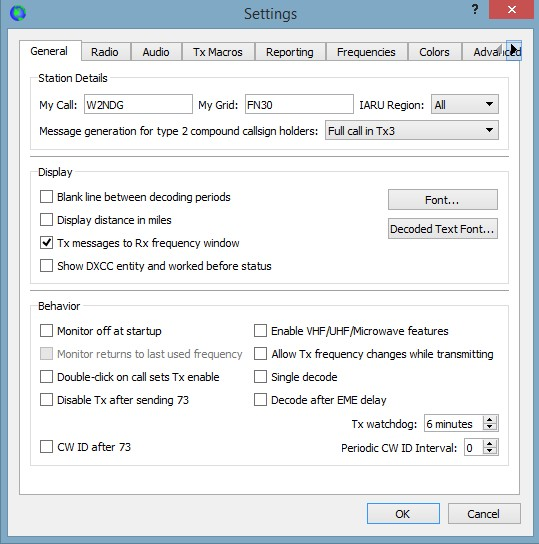 Settings
General Radio Audio Tx Macros Reporting Frequencies Colors Advanced
Station Details
My Call: W2NDG My Grid: FN30 IARU Region: All
Message generation for type 2 compound callsign holders: Full call in Tx3
Display
Blank line between decoding periods
Font...
Display distance in miles
Decoded Text Font...
Tx messages to Rx frequency window
Show DXCC entity and worked before status
Behavior
Monitor off at startup Enable VHF/UHF/Microwave features
Monitor returns to last used frequency Allow Tx frequency changes while transmitting
Double-click on call sets Tx enable Single decode
Disable Tx after sending 73 Decode after EME delay
Tx watchdog: 6 minutes
CW ID after 73 Periodic CW ID Interval: 0
OK Cancel